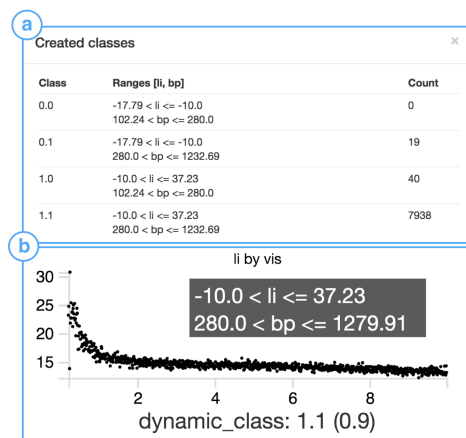 a
Created classes ×
Class Ranges [li, bp] Count
0.0 -17.79 < li <= -10.0 0
102.24 < bp <= 280.0
0.1 -17.79 < li <= -10.0 19
280.0 < bp <= 1232.69
1.0 -10.0 < li <= 37.23 40
102.24 < bp <= 280.0
1.1 -10.0 < li <= 37.23 7938
280.0 < bp <= 1232.69
b
li by vis
30
-10.0 < li <= 37.23
25
280.0 < bp <= 1279.91
20
15
2 4 6 8
dynamic_class: 1.1 (0.9)